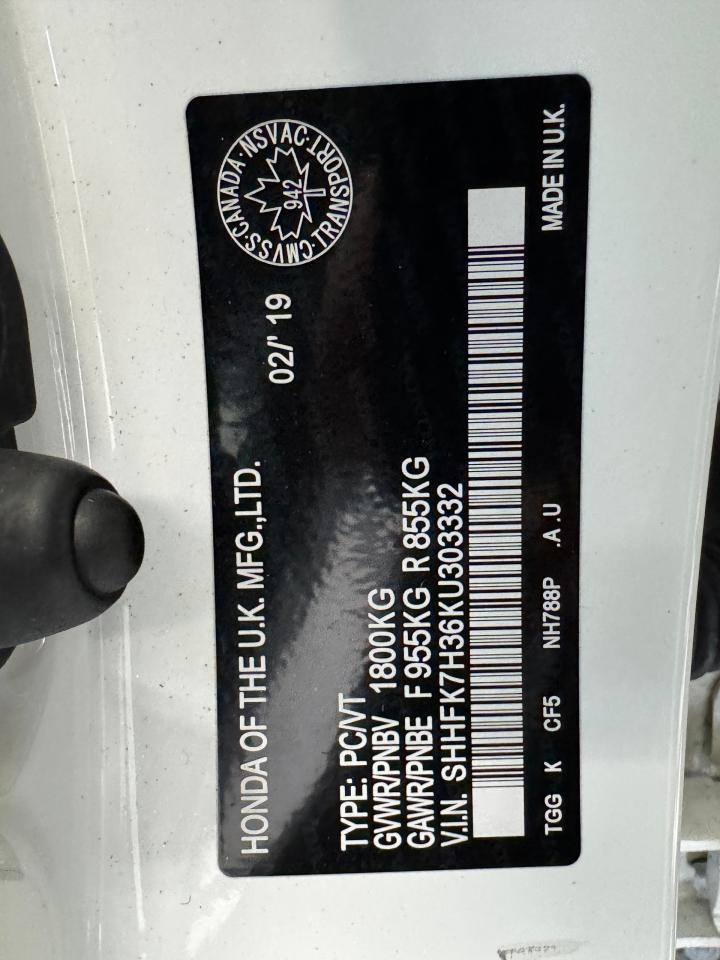 HONDA OF THE U.K. MFG.,LTD.
02/' 19
CMVSS·CANADA·NSVAC·TRANSPORT·
942
TYPE: PC/VT
GVWR/PNBV 1800KG
GAWR/PNBE F 955KG R 855KG
V.I.N. SHHFK7H36KU303332
TGG K CF5 NH788P .A.U MADE IN U.K.